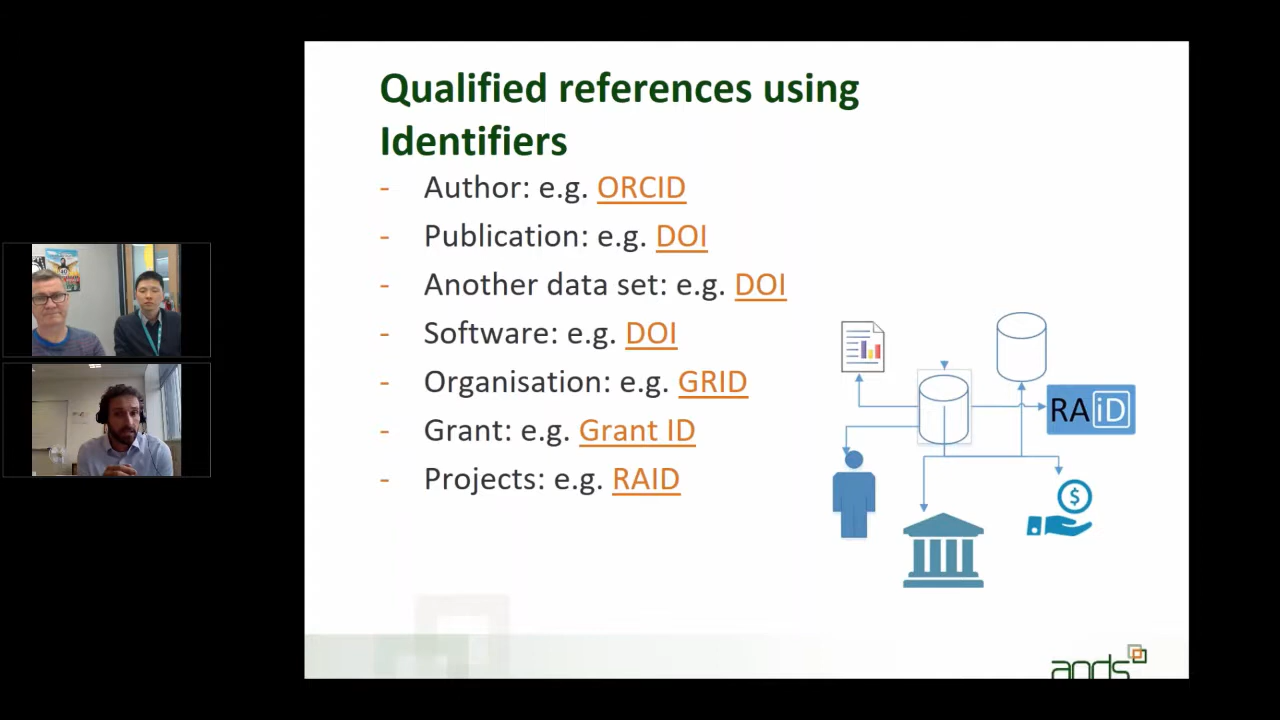 Qualified references using
Identifiers
- Author: e.g. ORCID
- Publication: e.g. DOI
- Another data set: e.g. DOI
- Software: e.g. DOI
- Organisation: e.g. GRID
- Grant: e.g. Grant ID
- Projects: e.g. RAID
RAiD
$
ands